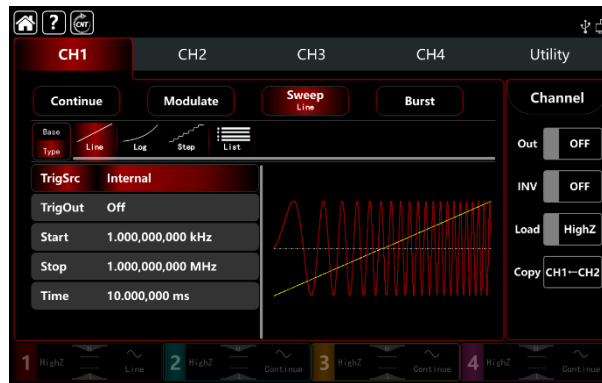 ? CNT
CH1 CH2 CH3 CH4 Utility
Continue Modulate Sweep Burst Channel
Line
Base
Type Line Log Step List
Out OFF
TrigSrc Internal
INV OFF
TrigOut Off
Start 1.000,000,000 kHz
Load HighZ
Stop 1.000,000,000 MHz
Copy CH1←CH2
Time 10.000,000 ms
1 HighZ Line 2 HighZ Continue 3 HighZ Continue 4 HighZ Continue